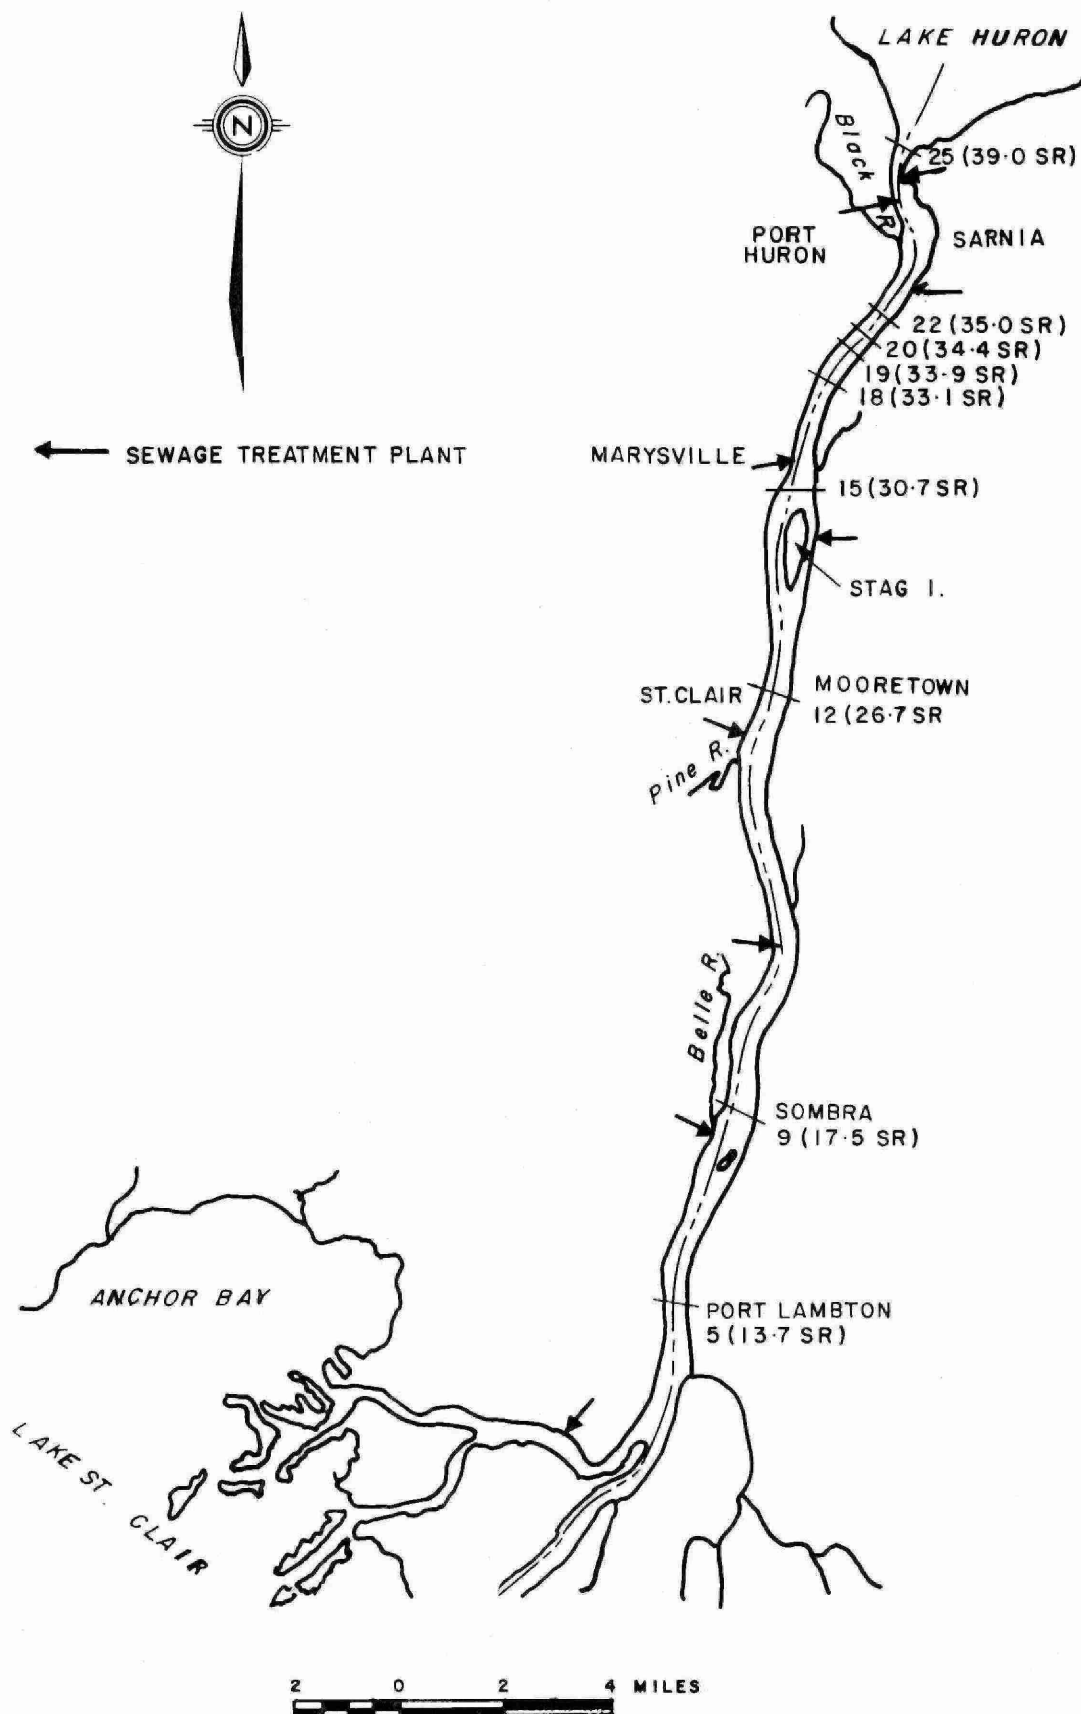 LAKE HURON
N
Black R
25 (39·0 SR)
PORT
HURON
SARNIA
22 (35·0 SR)
20 (34·4 SR)
19 (33·9 SR)
18 (33·1 SR)
SEWAGE TREATMENT PLANT
MARYSVILLE
15 (30·7 SR)
STAG I.
ST. CLAIR
MOORETOWN
12 (26·7 SR
Pine R.
Belle R.
SOMBRA
9 (17·5 SR)
ANCHOR BAY
PORT LAMBTON
5 (13·7 SR)
LAKE ST. CLAIR
2 0 2 4 MILES